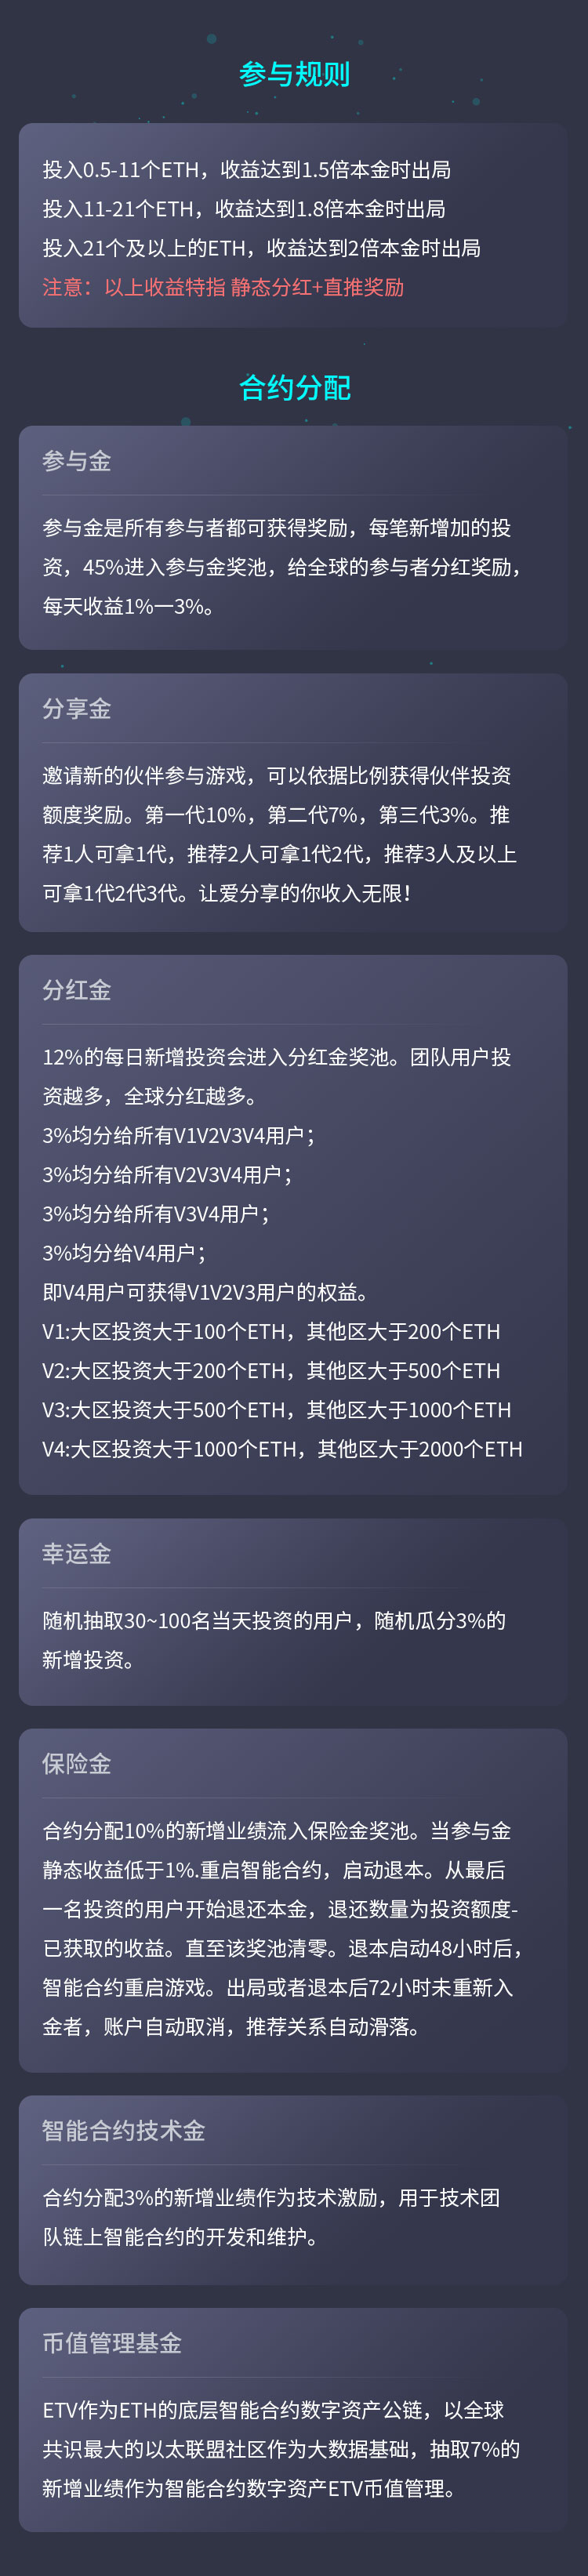 参与规则
投入0.5-11个ETH，收益达到1.5倍本金时出局
投入11-21个ETH，收益达到1.8倍本金时出局
投入21个及以上的ETH，收益达到2倍本金时出局
注意：以上收益特指 静态分红+直推奖励
合约分配
参与金
参与金是所有参与者都可获得奖励，每笔新增加的投
资，45%进入参与金奖池，给全球的参与者分红奖励，
每天收益1%一3%。
分享金
邀请新的伙伴参与游戏，可以依据比例获得伙伴投资
额度奖励。第一代10%，第二代7%，第三代3%。推
荐1人可拿1代，推荐2人可拿1代2代，推荐3人及以上
可拿1代2代3代。让爱分享的你收入无限！
分红金
12%的每日新增投资会进入分红金奖池。团队用户投
资越多，全球分红越多。
3%均分给所有V1V2V3V4用户；
3%均分给所有V2V3V4用户；
3%均分给所有V3V4用户；
3%均分给V4用户；
即V4用户可获得V1V2V3用户的权益。
V1:大区投资大于100个ETH，其他区大于200个ETH
V2:大区投资大于200个ETH，其他区大于500个ETH
V3:大区投资大于500个ETH，其他区大于1000个ETH
V4:大区投资大于1000个ETH，其他区大于2000个ETH
幸运金
随机抽取30~100名当天投资的用户，随机瓜分3%的
新增投资。
保险金
合约分配10%的新增业绩流入保险金奖池。当参与金
静态收益低于1%.重启智能合约，启动退本。从最后
一名投资的用户开始退还本金，退还数量为投资额度-
已获取的收益。直至该奖池清零。退本启动48小时后，
智能合约重启游戏。出局或者退本后72小时未重新入
金者，账户自动取消，推荐关系自动滑落。
智能合约技术金
合约分配3%的新增业绩作为技术激励，用于技术团
队链上智能合约的开发和维护。
币值管理基金
ETV作为ETH的底层智能合约数字资产公链，以全球
共识最大的以太联盟社区作为大数据基础，抽取7%的
新增业绩作为智能合约数字资产ETV币值管理。